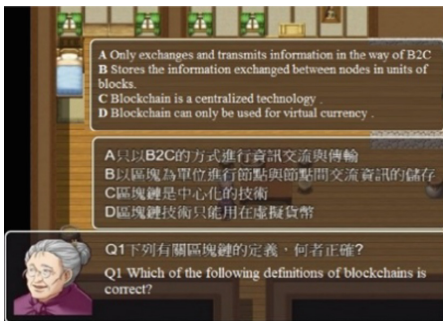 A Only exchanges and transmits information in the way of B2C
B Stores the information exchanged between nodes in units of
blocks.
C Blockchain is a centralized technology .
D Blockchain can only be used for virtual currency .
A只以B2C的方式進行資訊交流與傳輸
B以區塊為單位進行節點與節點間交流資訊的儲存
C區塊鏈是中心化的技術
D區塊鏈技術只能用在虛擬貨幣
Q1下列有關區塊鏈的定義，何者正確?
Q1 Which of the following definitions of blockchains is
correct?